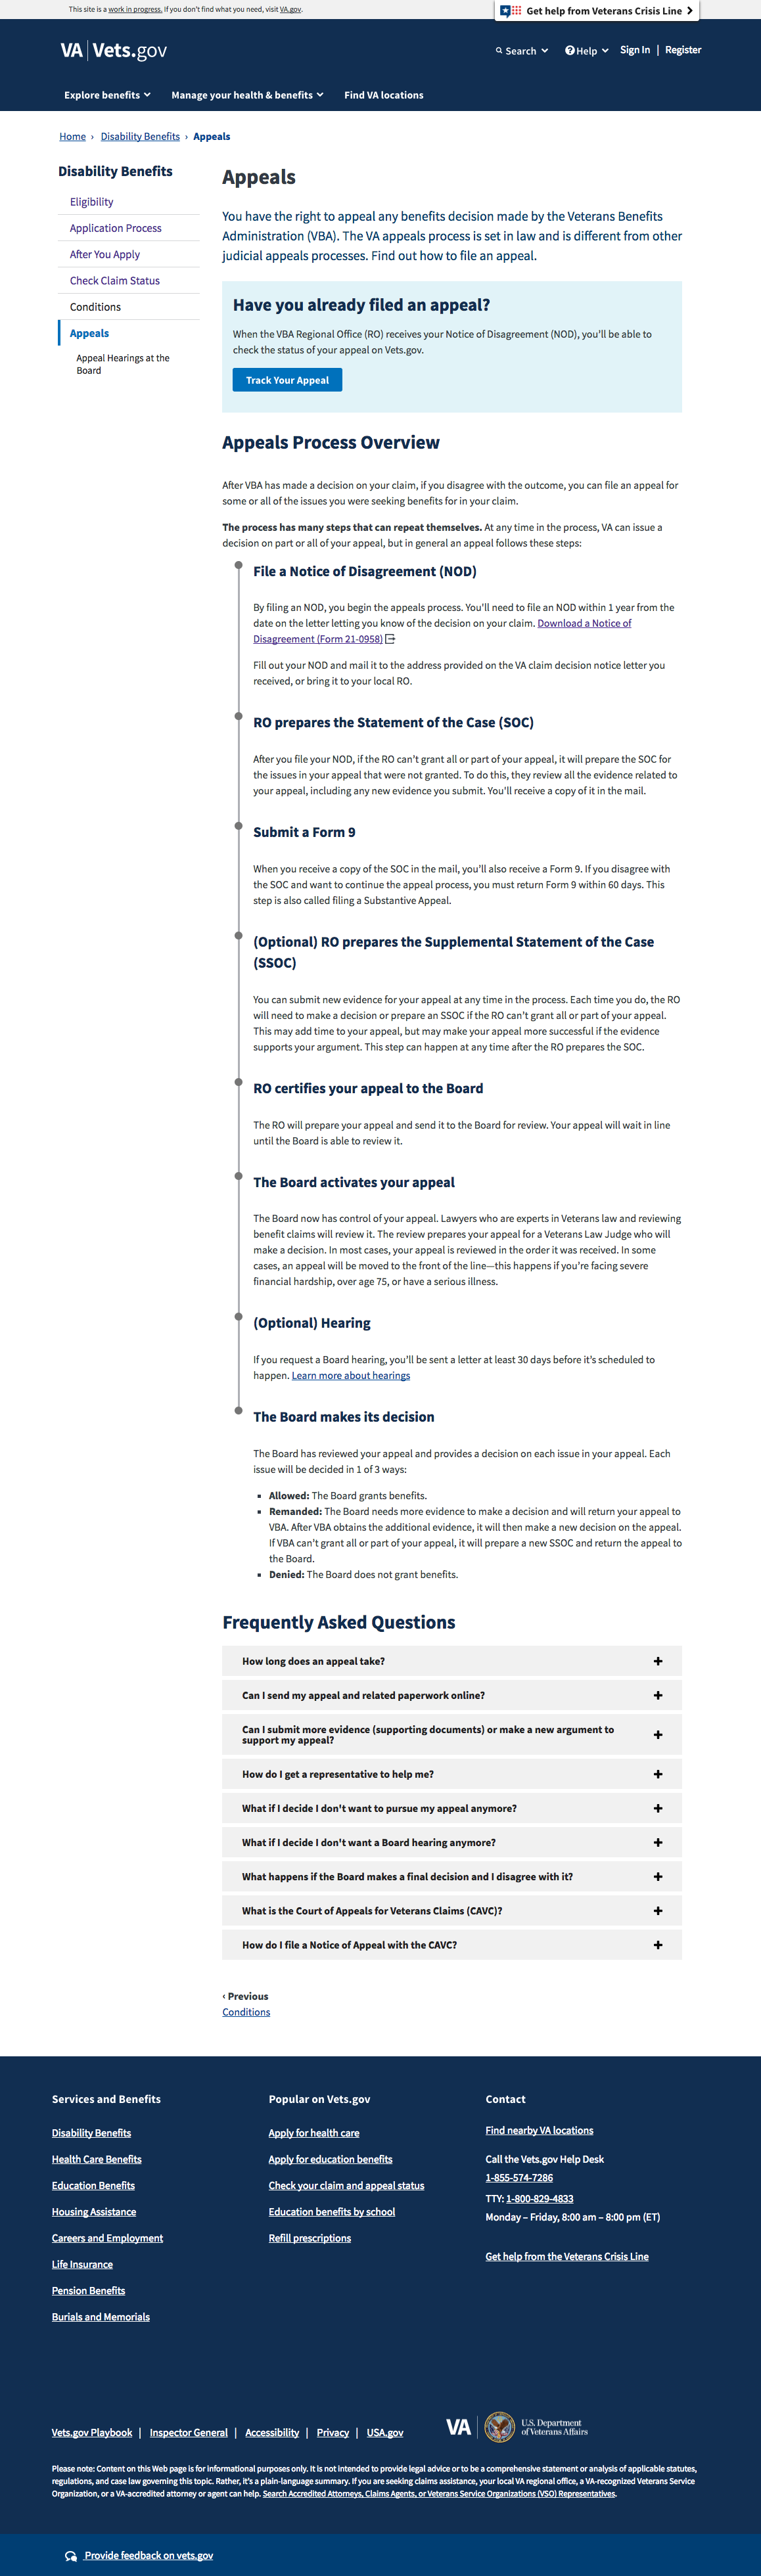 This site is a work in progress, if you don't find what you need, visit VA.gov.
Get help from Veterans Crisis Line
VA | Vets.gov
Search
Help
Sign In | Register
Explore benefits
Manage your health & benefits
Find VA locations
Home › Disability Benefits › Appeals
Disability Benefits
Eligibility
Application Process
After You Apply
Check Claim Status
Conditions
Appeals
Appeal Hearings at the
Board
Appeals
You have the right to appeal any benefits decision made by the Veterans Benefits
Administration (VBA). The VA appeals process is set in law and is different from other
judicial appeals processes. Find out how to file an appeal.
Have you already filed an appeal?
When the VBA Regional Office (RO) receives your Notice of Disagreement (NOD), you'll be able to
check the status of your appeal on Vets.gov.
Track Your Appeal
Appeals Process Overview
After VBA has made a decision on your claim, if you disagree with the outcome, you can file an appeal for
some or all of the issues you were seeking benefits for in your claim.
The process has many steps that can repeat themselves. At any time in the process, VA can issue a
decision on part or all of your appeal, but in general an appeal follows these steps:
File a Notice of Disagreement (NOD)
By filing an NOD, you begin the appeals process. You'll need to file an NOD within 1 year from the
date on the letter letting you know of the decision on your claim. Download a Notice of
Disagreement (Form 21-0958)
Fill out your NOD and mail it to the address provided on the VA claim decision notice letter you
received, or bring it to your local RO.
RO prepares the Statement of the Case (SOC)
After you file your NOD, if the RO can't grant all or part of your appeal, it will prepare the SOC for
the issues in your appeal that were not granted. To do this, they review all the evidence related to
your appeal, including any new evidence you submit. You'll receive a copy of it in the mail.
Submit a Form 9
When you receive a copy of the SOC in the mail, you'll also receive a Form 9. If you disagree with
the SOC and want to continue the appeal process, you must return Form 9 within 60 days. This
step is also called filing a Substantive Appeal.
(Optional) RO prepares the Supplemental Statement of the Case
(SSOC)
You can submit new evidence for your appeal at any time in the process. Each time you do, the RO
will need to make a decision or prepare an SSOC if the RO can't grant all or part of your appeal.
This may add time to your appeal, but may make your appeal more successful if the evidence
supports your argument. This step can happen at any time after the RO prepares the SOC.
RO certifies your appeal to the Board
The RO will prepare your appeal and send it to the Board for review. Your appeal will wait in line
until the Board is able to review it.
The Board activates your appeal
The Board now has control of your appeal. Lawyers who are experts in Veterans law and reviewing
benefit claims will review it. The review prepares your appeal for a Veterans Law Judge who will
make a decision. In most cases, your appeal is reviewed in the order it was received. In some
cases, an appeal will be moved to the front of the line—this happens if you're facing severe
financial hardship, over age 75, or have a serious illness.
(Optional) Hearing
If you request a Board hearing, you'll be sent a letter at least 30 days before it's scheduled to
happen. Learn more about hearings
The Board makes its decision
The Board has reviewed your appeal and provides a decision on each issue in your appeal. Each
issue will be decided in 1 of 3 ways:
▪ Allowed: The Board grants benefits.
▪ Remanded: The Board needs more evidence to make a decision and will return your appeal to
VBA. After VBA obtains the additional evidence, it will then make a new decision on the appeal.
If VBA can't grant all or part of your appeal, it will prepare a new SSOC and return the appeal to
the Board.
▪ Denied: The Board does not grant benefits.
Frequently Asked Questions
How long does an appeal take?
Can I send my appeal and related paperwork online?
Can I submit more evidence (supporting documents) or make a new argument to
support my appeal?
How do I get a representative to help me?
What if I decide I don't want to pursue my appeal anymore?
What if I decide I don't want a Board hearing anymore?
What happens if the Board makes a final decision and I disagree with it?
What is the Court of Appeals for Veterans Claims (CAVC)?
How do I file a Notice of Appeal with the CAVC?
‹ Previous
Conditions
Services and Benefits
Disability Benefits
Health Care Benefits
Education Benefits
Housing Assistance
Careers and Employment
Life Insurance
Pension Benefits
Burials and Memorials
Popular on Vets.gov
Apply for health care
Apply for education benefits
Check your claim and appeal status
Education benefits by school
Refill prescriptions
Contact
Find nearby VA locations
Call the Vets.gov Help Desk
1-855-574-7286
TTY: 1-800-829-4833
Monday – Friday, 8:00 am – 8:00 pm (ET)
Get help from the Veterans Crisis Line
Vets.gov Playbook | Inspector General | Accessibility | Privacy | USA.gov
VA | U.S. Department
of Veterans Affairs
Please note: Content on this Web page is for informational purposes only. It is not intended to provide legal advice or to be a comprehensive statement or analysis of applicable statutes,
regulations, and case law governing this topic. Rather, it's a plain-language summary. If you are seeking claims assistance, your local VA regional office, a VA-recognized Veterans Service
Organization, or a VA-accredited attorney or agent can help. Search Accredited Attorneys, Claims Agents, or Veterans Service Organizations (VSO) Representatives.
Provide feedback on vets.gov